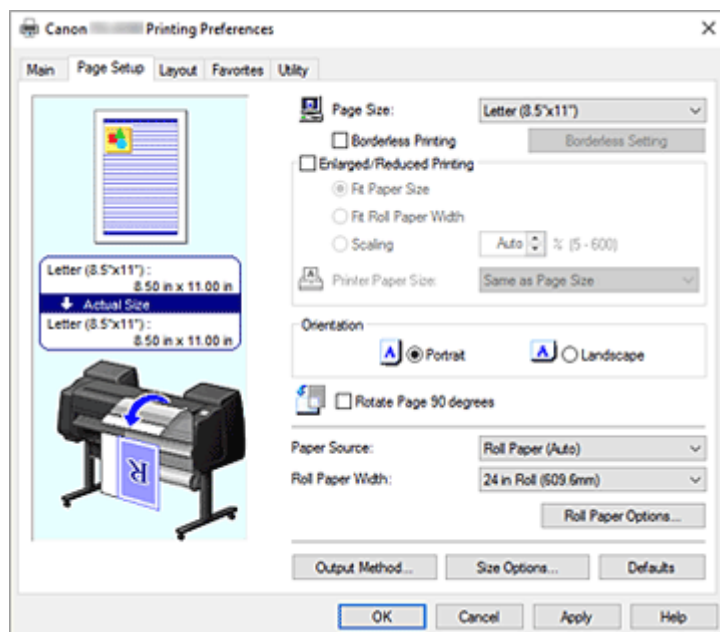 Canon Printing Preferences
Main Page Setup Layout Favorites Utility
Page Size: Letter (8.5"x11")
Borderless Printing Borderless Setting
Enlarged/Reduced Printing
Fit Paper Size
Fit Roll Paper Width
Scaling Auto % (5 - 600)
Printer Paper Size: Same as Page Size
Letter (8.5"x11") :
8.50 in x 11.00 in
Actual Size
Letter (8.5"x11") :
8.50 in x 11.00 in
Orientation
A Portrait A Landscape
Rotate Page 90 degrees
R
Paper Source: Roll Paper (Auto)
Roll Paper Width: 24 in Roll (609.6mm)
Roll Paper Options...
Output Method... Size Options... Defaults
OK Cancel Apply Help